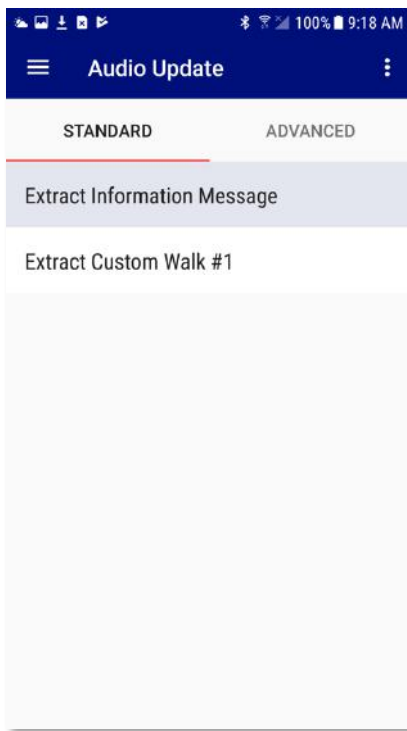 100% 9:18 AM
Audio Update
STANDARD ADVANCED
Extract Information Message
Extract Custom Walk #1